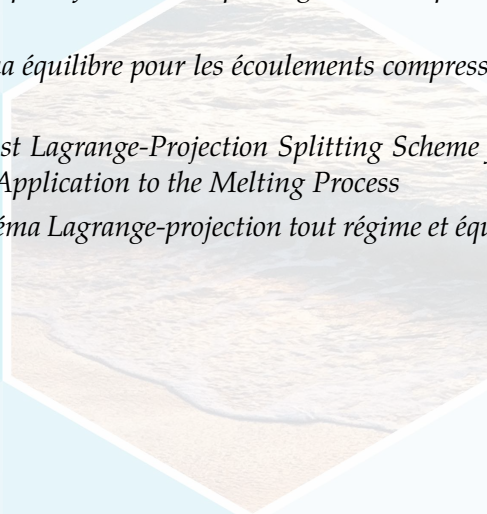 a équilibre pour les écoulements compress
st Lagrange-Projection Splitting Scheme
Application to the Melting Process
éma Lagrange-projection tout régime et équ